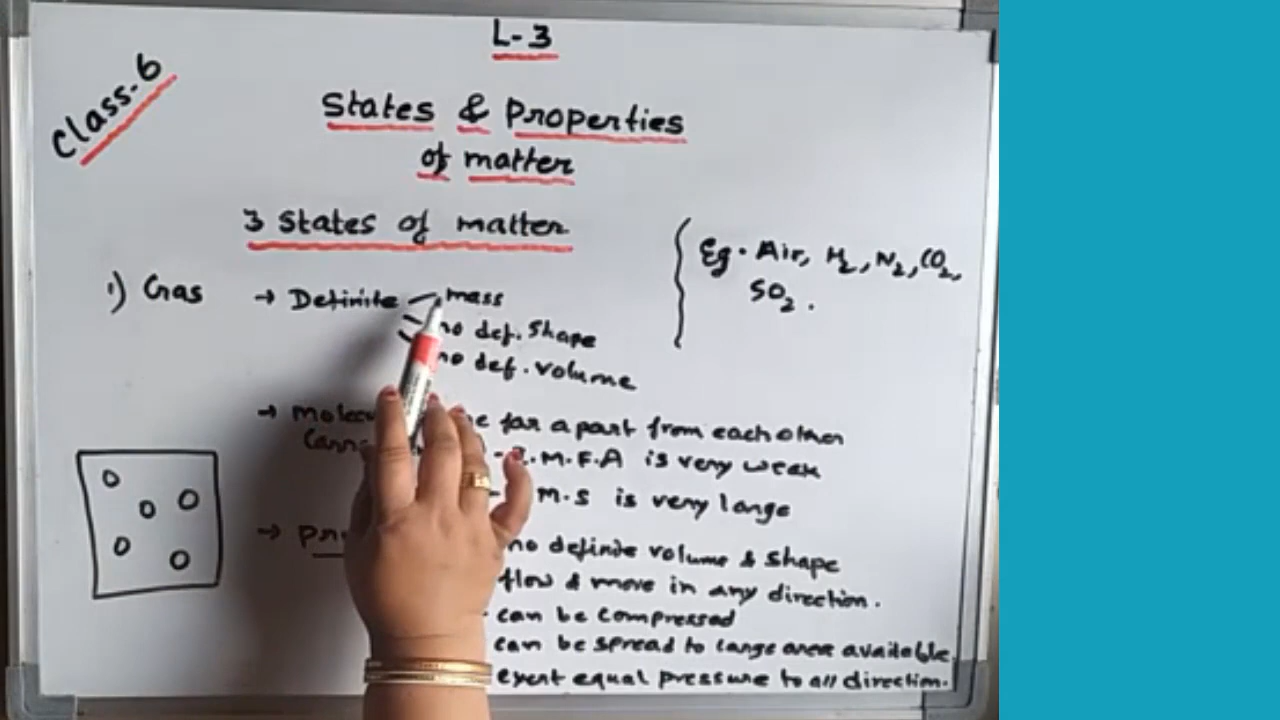 L-3
Class-6
States & Properties
of matter
3 States of matter
1) Gas → Definite mass
no def. shape
no def. volume
Eg. Air, H₂, N₂, CO₂,
SO₂.
→ far apart from each other
I.M.F.A is very weak
M.S is very large
→ no definite volume & shape
flow & move in any direction.
- can be compressed
can be spread to large area available
exert equal pressure to all direction.